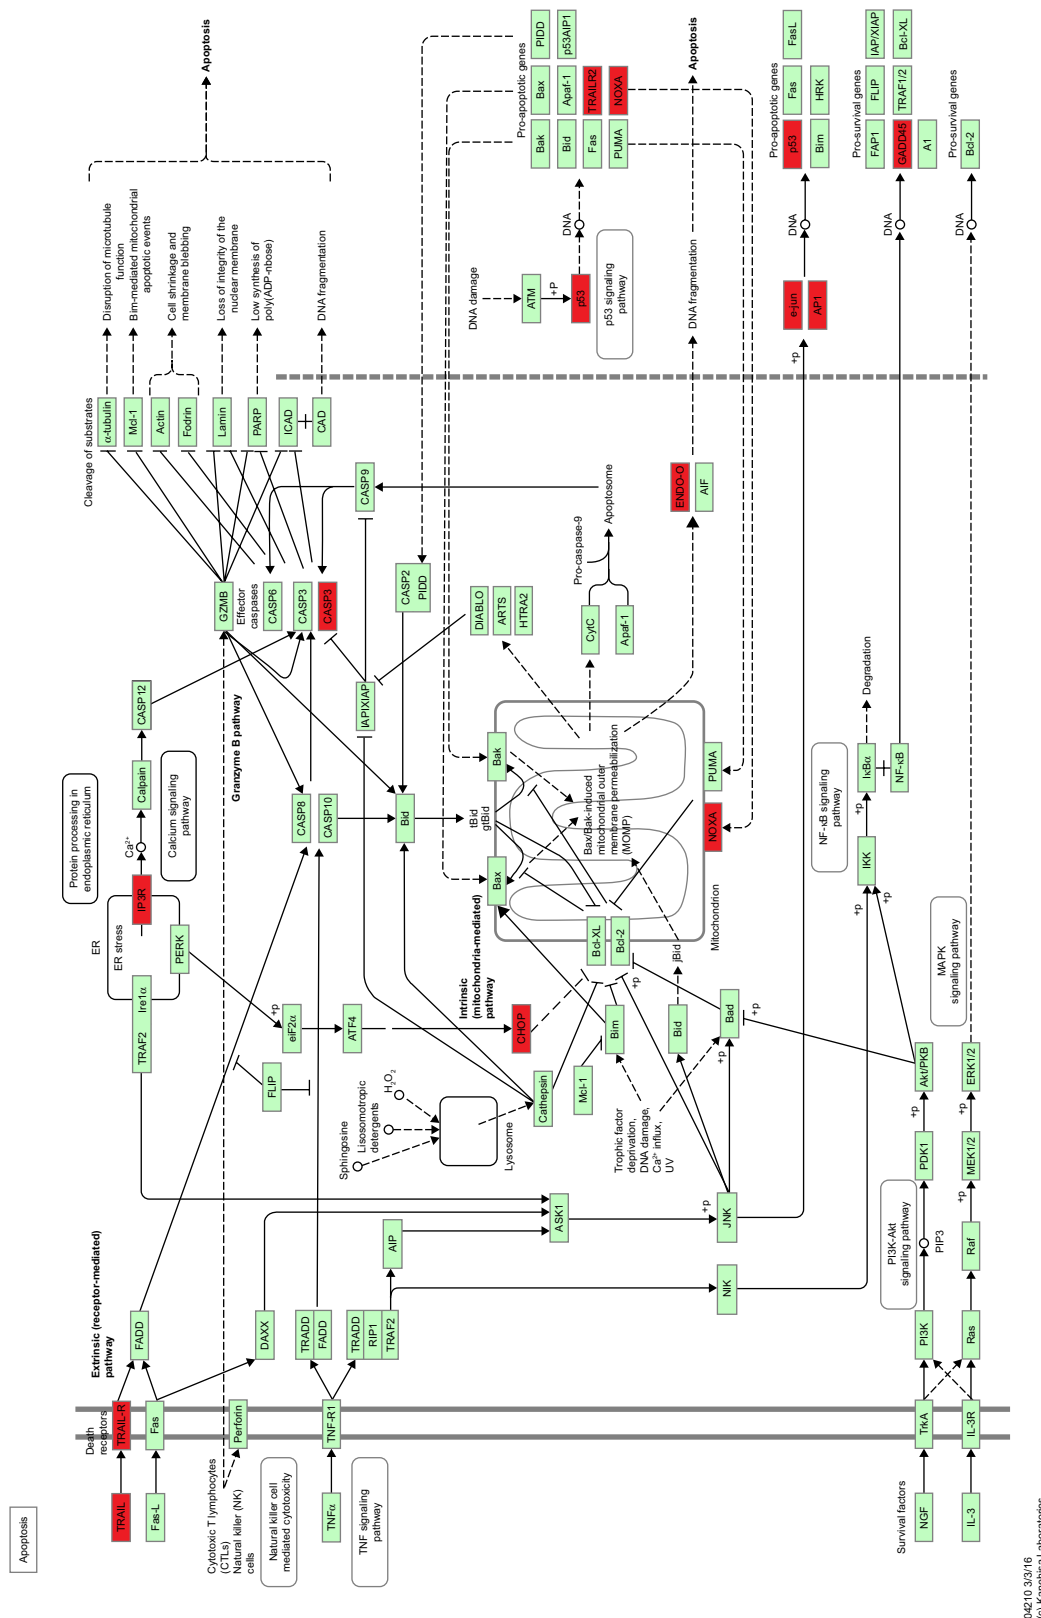 Apoptosis
TRAIL
Death
receptors
TRAIL-R
Fas-L
Fas
Extrinsic (receptor-mediated)
pathway
FADD
DAXX
Cytotoxic T lymphocytes
(CTLs)
Natural killer (NK)
cells
Perforin
Natural killer cell
mediated cytotoxicity
TNF signaling
pathway
TNFα
TNF-R1
TRADD
FADD
TRADD
RIP1
TRAF2
AIP
ASK1
NIK
JNK
+p
Survival factors
NGF
TrkA
IL-3
IL-3R
PI3K
Ras
PI3K-Akt
signaling pathway
PIP3
Raf
+p
PDK1
MEK1/2
+p
+p
Akt/PKB
ERK1/2
MAPK
signaling pathway
TRAF2
Ire1α
ER
ER stress
PERK
IP3R
Protein processing in
endoplasmic reticulum
Ca²⁺
Calpain
CASP12
Calcium signaling
pathway
+p
eiF2α
ATF4
CHOP
FLIP
Sphingosine
Lisosomotropic
detergents
H₂O₂
Lysosome
Cathepsin
Intrinsic
(mitochondria-mediated)
pathway
Mcl-1
Bim
Trophic factor
deprivation,
DNA damage,
Ca²⁺ influx,
UV
Bid
jBid
Bad
+p
+p
+p
Bcl-XL
Bcl-2
Mitochondrion
Granzyme B pathway
GZMB
Effector
caspases
CASP6
CASP3
CASP3
CASP8
CASP10
Bid
tBid
gtBid
IAPIXIAP
CASP9
CASP2
PIDD
DIABLO
ARTS
HTRA2
Bax
Bak
Bax/Bak-induced
mitochondrial outer
membrane permeabilization
(MOMP)
NOXA
PUMA
CytC
Apaf-1
Pro-caspase-9
Apoptosome
ENDO-O
AIF
DNA fragmentation
Apoptosis
NF-κB signaling
pathway
IKK
+p
+p
+p
IκBα
NF-κB
Degradation
Cleavage of substrates
α-tubulin
Mcl-1
Actin
Fodrin
Lamin
PARP
ICAD
CAD
Disruption of microtubule
function
Bim-mediated mitochondrial
apoptotic events
Cell shrinkage and
membrane blebbing
Loss of integrity of the
nuclear membrane
Low synthesis of
poly(ADP-nbose)
DNA fragmentation
Apoptosis
DNA damage
ATM
+P
p53
p53 signaling
pathway
DNA
Pro-apoptotic genes
Bak
Bax
PIDD
Bid
Apaf-1
p53AIP1
Fas
TRAILR2
PUMA
NOXA
+p
e-jun
AP1
DNA
Pro-apoptotic genes
p53
Fas
FasL
Bim
HRK
DNA
Pro-survival genes
FAP1
FLIP
IAP/XIAP
GADD45
TRAF1/2
Bcl-XL
A1
DNA
Pro-survival genes
Bcl-2
04210 3/3/16
(c) Kanehisa Laboratories